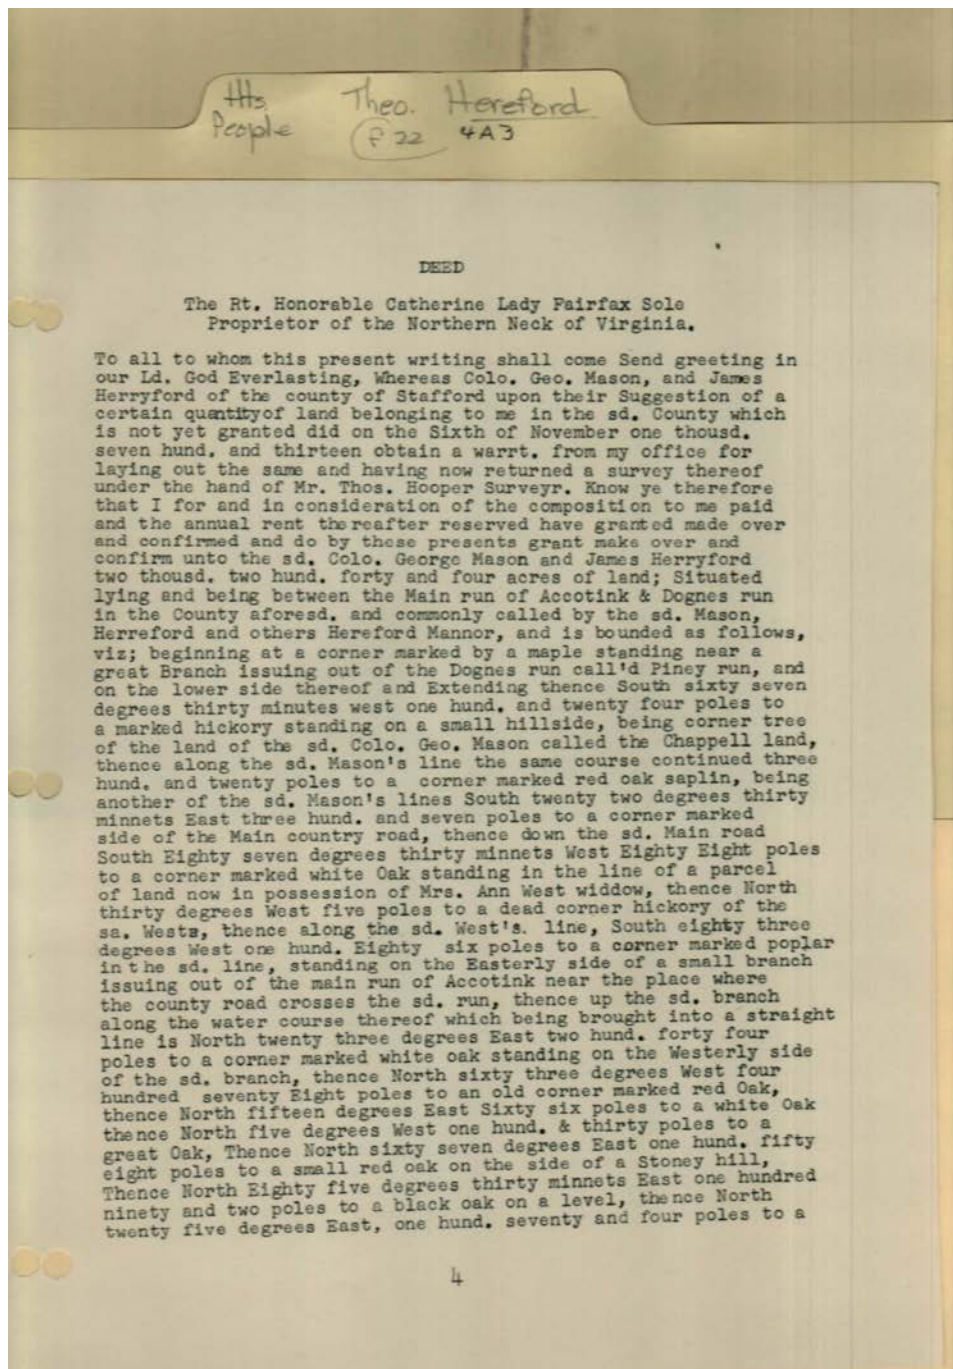 Hts Theo. Hereford
People f 22 4A3
DEED
The Rt. Honorable Catherine Lady Fairfax Sole
Proprietor of the Northern Neck of Virginia.
To all to whom this present writing shall come Send greeting in
our Ld. God Everlasting, Whereas Colo. Geo. Mason, and James
Herryford of the county of Stafford upon their Suggestion of a
certain quantityof land belonging to me in the sd. County which
is not yet granted did on the Sixth of November one thousd.
seven hund. and thirteen obtain a warrt. from my office for
laying out the same and having now returned a survey thereof
under the hand of Mr. Thos. Hooper Surveyr. Know ye therefore
that I for and in consideration of the composition to me paid
and the annual rent thereafter reserved have granted made over
and confirmed and do by these presents grant make over and
confirm unto the sd. Colo. George Mason and James Herryford
two thousd. two hund. forty and four acres of land; Situated
lying and being between the Main run of Accotink & Dognes run
in the County aforesd. and commonly called by the sd. Mason,
Herreford and others Hereford Mannor, and is bounded as follows,
viz; beginning at a corner marked by a maple standing near a
great Branch issuing out of the Dognes run call'd Piney run, and
on the lower side thereof and Extending thence South sixty seven
degrees thirty minutes west one hund. and twenty four poles to
a marked hickory standing on a small hillside, being corner tree
of the land of the sd. Colo. Geo. Mason called the Chappell land,
thence along the sd. Mason's line the same course continued three
hund. and twenty poles to a corner marked red oak saplin, being
another of the sd. Mason's lines South twenty two degrees thirty
minnets East three hund. and seven poles to a corner marked
side of the Main country road, thence down the sd. Main road
South Eighty seven degrees thirty minnets West Eighty Eight poles
to a corner marked white Oak standing in the line of a parcel
of land now in possession of Mrs. Ann West widdow, thence North
thirty degrees West five poles to a dead corner hickory of the
sa. Wests, thence along the sd. West's. line, South eighty three
degrees West one hund. Eighty six poles to a corner marked poplar
in the sd. line, standing on the Easterly side of a small branch
issuing out of the main run of Accotink near the place where
the county road crosses the sd. run, thence up the sd. branch
along the water course thereof which being brought into a straight
line is North twenty three degrees East two hund. forty four
poles to a corner marked white oak standing on the Westerly side
of the sd. branch, thence North sixty three degrees West four
hundred seventy Eight poles to an old corner marked red Oak,
thence North fifteen degrees East Sixty six poles to a white Oak
thence North five degrees West one hund. & thirty poles to a
great Oak, Thence North sixty seven degrees East one hund. fifty
eight poles to a small red oak on the side of a Stoney hill,
Thence North Eighty five degrees thirty minnets East one hundred
ninety and two poles to a black oak on a level, thence North
twenty five degrees East, one hund. seventy and four poles to a
4